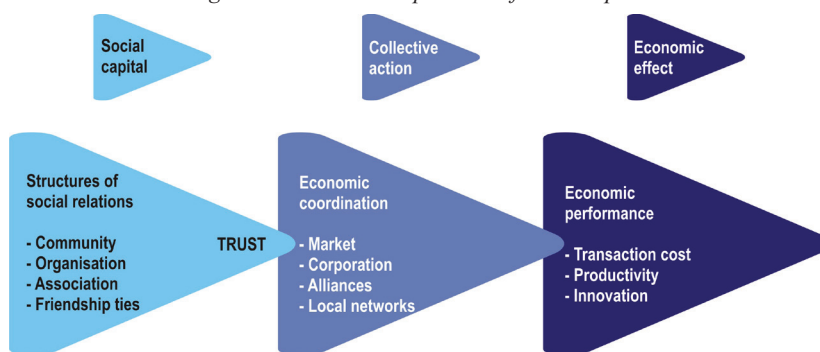 Social
capital
Collective
action
Economic
effect
Structures of
social relations
- Community
- Organisation
- Association
- Friendship ties
TRUST
Economic
coordination
- Market
- Corporation
- Alliances
- Local networks
Economic
performance
- Transaction cost
- Productivity
- Innovation